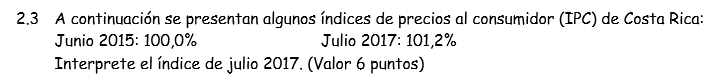 2.3 A continuación se presentan algunos índices de precios al consumidor (IPC) de Costa Rica:
Junio 2015: 100,0% Julio 2017: 101,2%
Interprete el índice de julio 2017. (Valor 6 puntos)